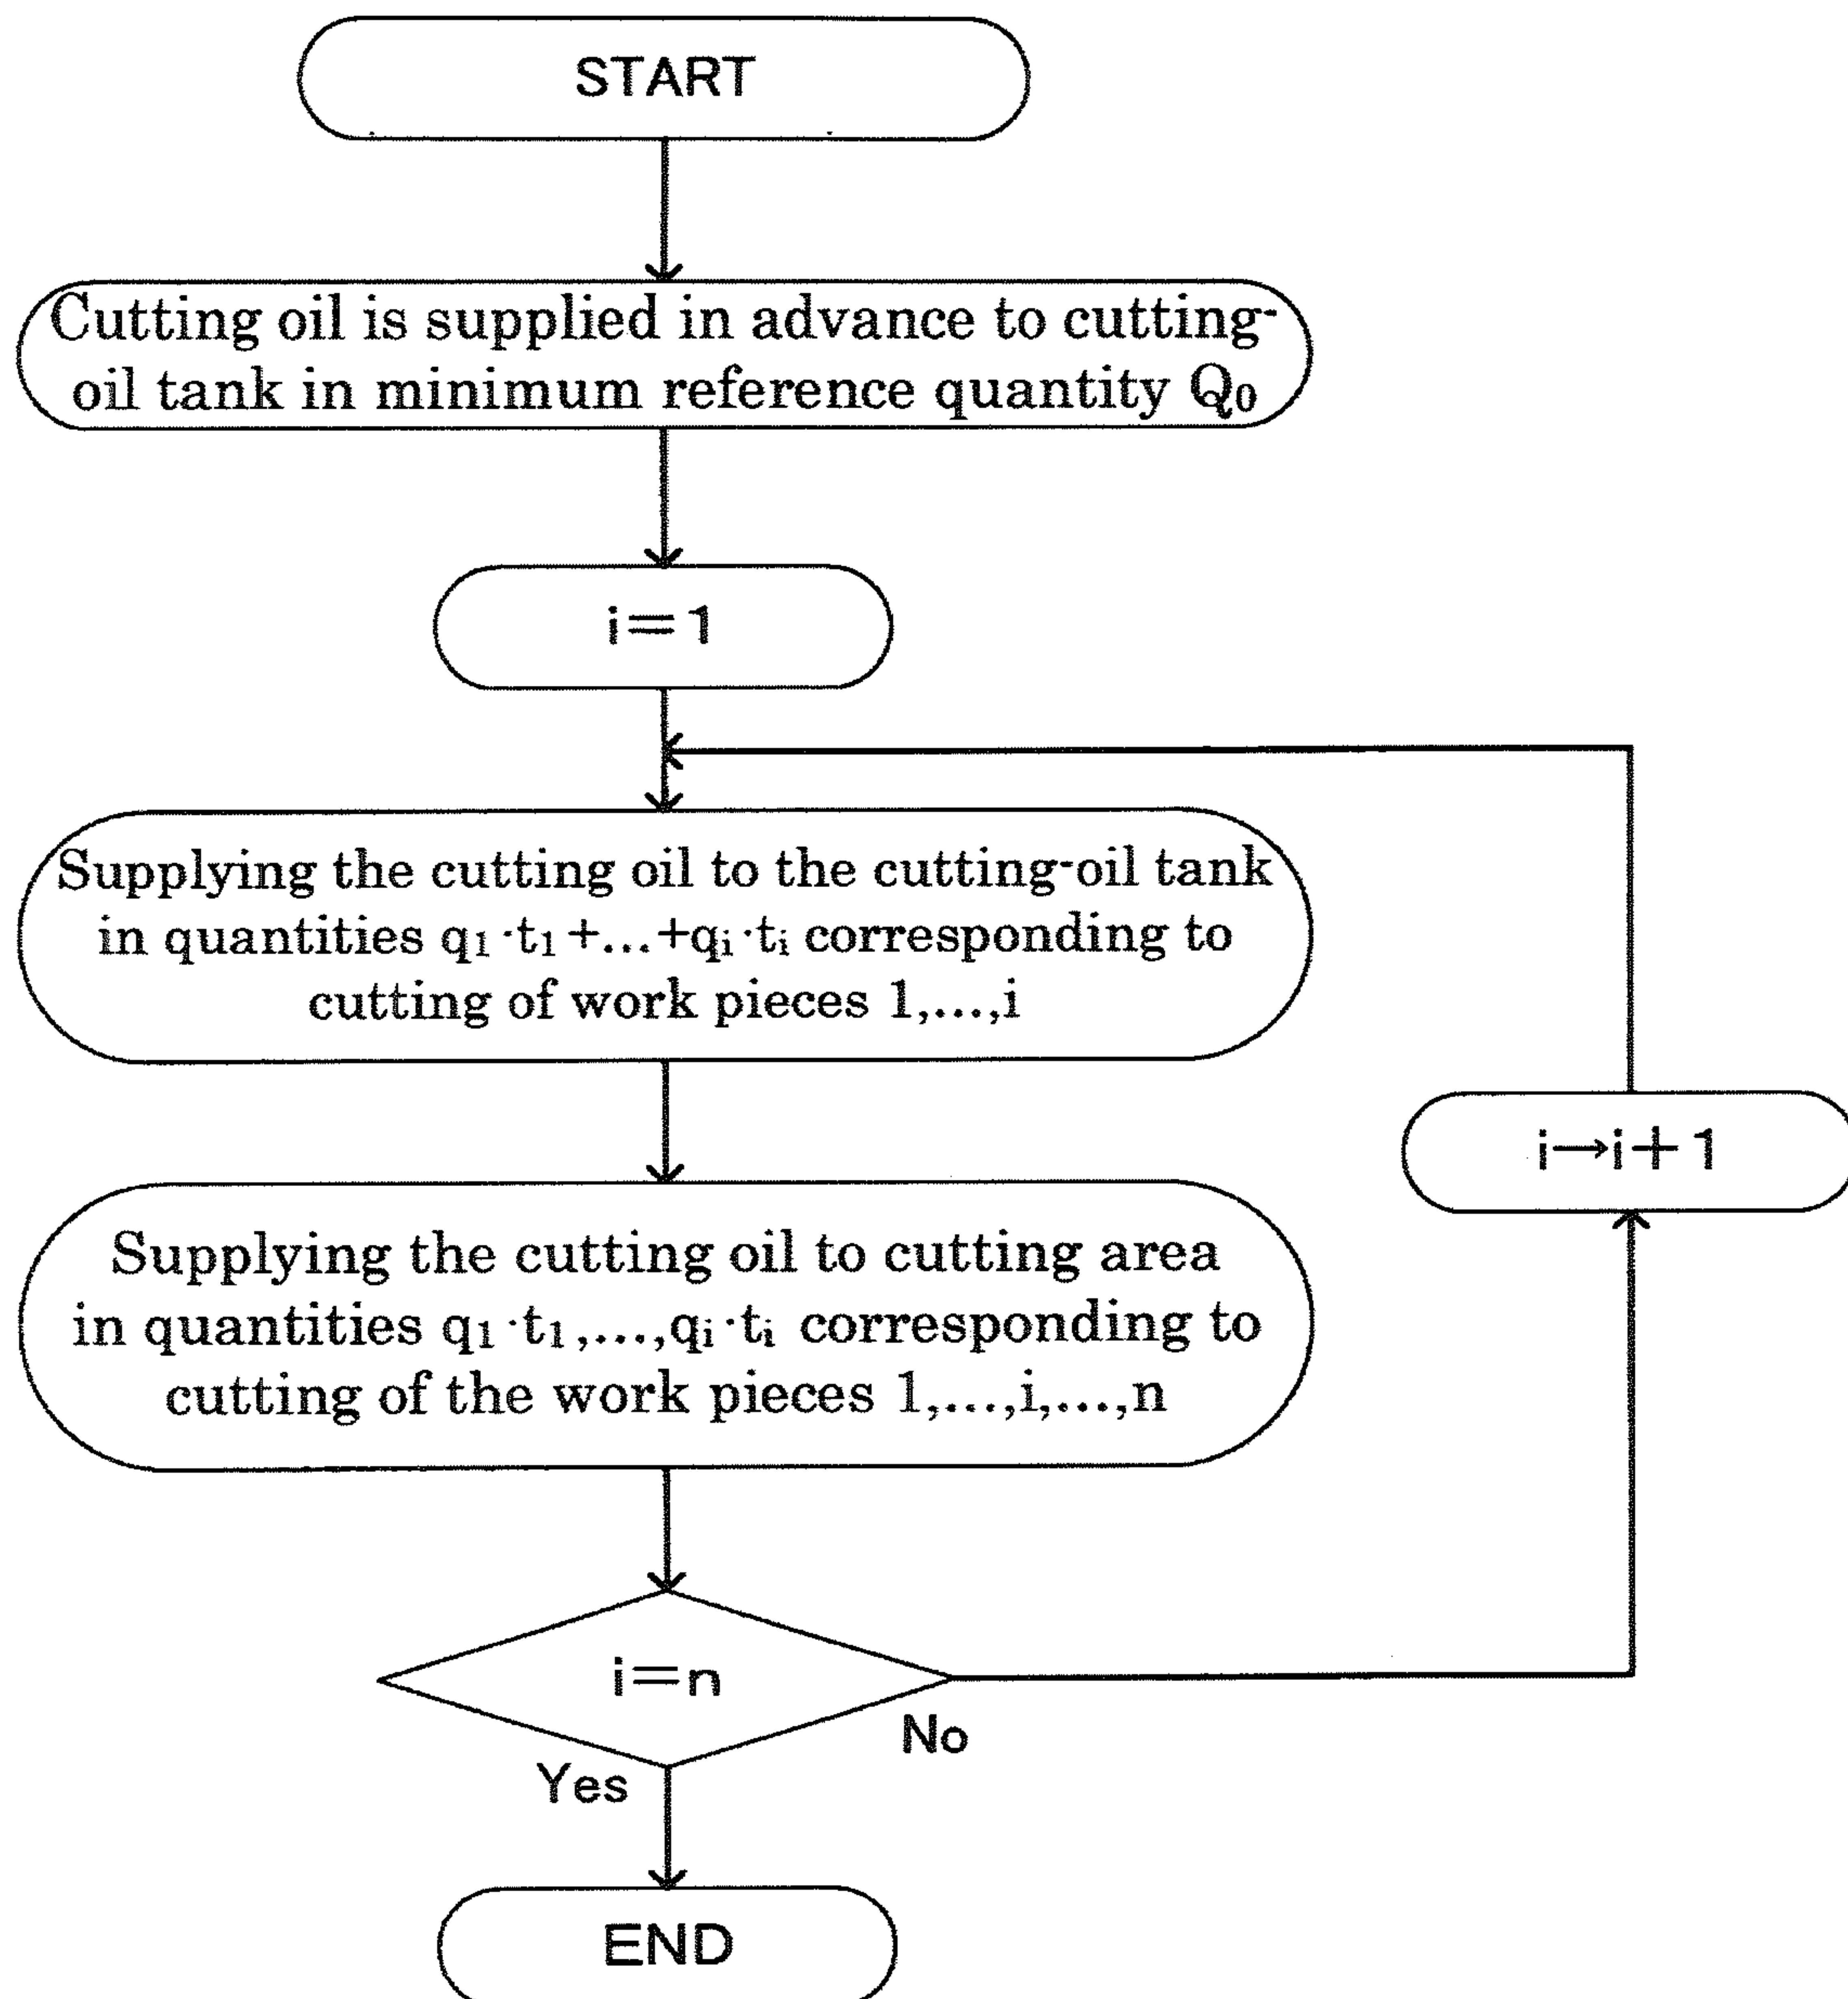 START
Cutting oil is supplied in advance to cutting-
oil tank in minimum reference quantity Q₀
i=1
Supplying the cutting oil to the cutting-oil tank
in quantities q₁·t₁+...+qᵢ·tᵢ corresponding to
cutting of work pieces 1,...,i
i→i+1
Supplying the cutting oil to cutting area
in quantities q₁·t₁,...,qᵢ·tᵢ corresponding to
cutting of the work pieces 1,...,i,...,n
i=n
No
Yes
END